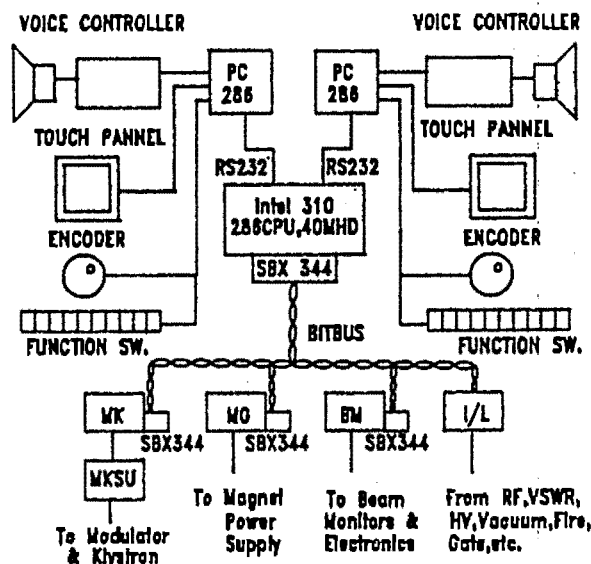 VOICE CONTROLLER
VOICE CONTROLLER
PC
286
PC
286
TOUCH PANNEL
TOUCH PANNEL
RS232
RS232
Intel 310
286CPU,40MHD
SBX 344
ENCODER
ENCODER
BITBUS
FUNCTION SW.
FUNCTION SW.
MK
MG
BM
I/L
SBX344
SBX344
SBX344
MKSU
To Magnet
Power
Supply
To Beam
Monitors &
Electronics
From RF,VSWR,
HV,Vacuum,Fire,
Gate,etc.
To Modulator
& Klystron